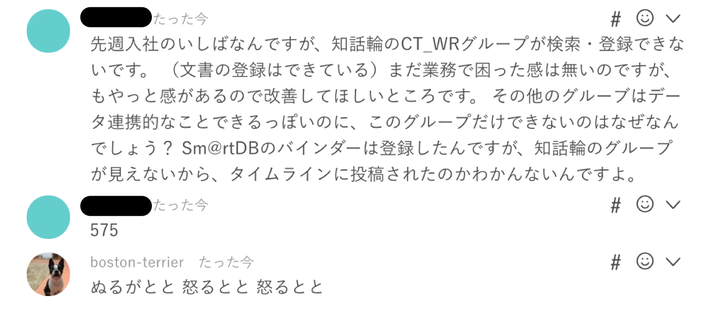 たった今
先週入社のいしばなんですが、知話輪のCT_WRグループが検索・登録できな
いです。 （文書の登録はできている）まだ業務で困った感は無いのですが、
もやっと感があるので改善してほしいところです。 その他のグループはデー
タ連携的なことできるっぽいのに、このグループだけできないのはなぜなん
でしょう？ Sm@rtDBのバインダーは登録したんですが、知話輪のグループ
が見えないから、タイムラインに投稿されたのかわかんないんですよ。
たった今
575
boston-terrier たった今
ぬるがとと 怒るとと 怒るとと